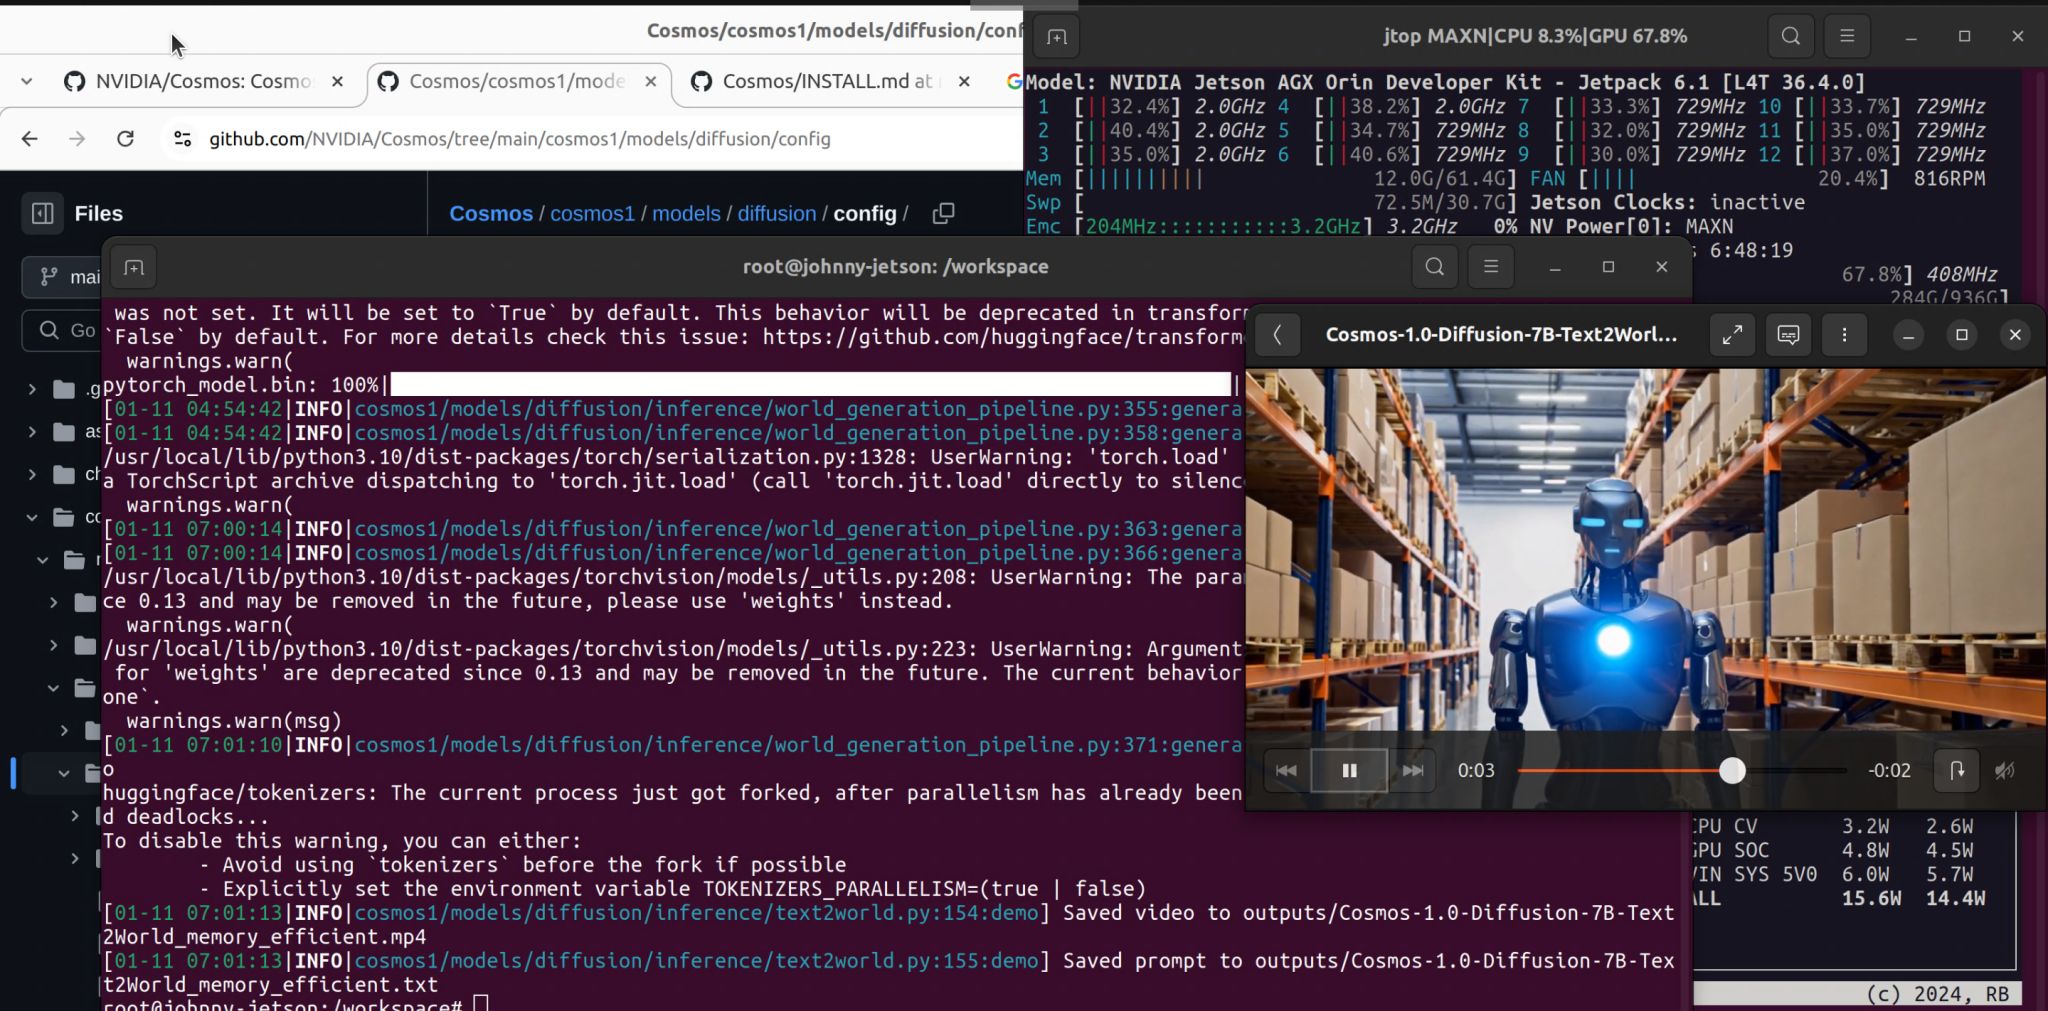 Cosmos/cosmos1/models/diffusion/conf
NVIDIA/Cosmos: Cosmo
Cosmos/cosmos1/mode
Cosmos/INSTALL.md at
github.com/NVIDIA/Cosmos/tree/main/cosmos1/models/diffusion/config
Files
Cosmos / cosmos1 / models / diffusion / config /
mai
Go
jtop MAXN|CPU 8.3%|GPU 67.8%
Model: NVIDIA Jetson AGX Orin Developer Kit - Jetpack 6.1 [L4T 36.4.0]
1 [||32.4%] 2.0GHz 4 [||38.2%] 2.0GHz 7 [||33.3%] 729MHz 10 [||33.7%] 729MHz
2 [||40.4%] 2.0GHz 5 [||34.7%] 729MHz 8 [||32.0%] 729MHz 11 [||35.0%] 729MHz
3 [||35.0%] 2.0GHz 6 [||40.6%] 729MHz 9 [||30.0%] 729MHz 12 [||37.0%] 729MHz
Mem [|||||||||| 12.0G/61.4G] FAN [|||| 20.4%] 816RPM
Swp [ 72.5M/30.7G] Jetson Clocks: inactive
Emc [204MHz:::::::::::3.2GHz] 3.2GHz 0% NV Power[0]: MAXN
s 6:48:19
67.8%] 408MHz
284G/936G]
root@johnny-jetson: /workspace
was not set. It will be set to `True` by default. This behavior will be deprecated in transfor
`False` by default. For more details check this issue: https://github.com/huggingface/transform
warnings.warn(
pytorch_model.bin: 100%| |
[01-11 04:54:42|INFO|cosmos1/models/diffusion/inference/world_generation_pipeline.py:355:genera
[01-11 04:54:42|INFO|cosmos1/models/diffusion/inference/world_generation_pipeline.py:358:genera
/usr/local/lib/python3.10/dist-packages/torch/serialization.py:1328: UserWarning: 'torch.load'
a TorchScript archive dispatching to 'torch.jit.load' (call 'torch.jit.load' directly to silenc
warnings.warn(
[01-11 07:00:14|INFO|cosmos1/models/diffusion/inference/world_generation_pipeline.py:363:genera
[01-11 07:00:14|INFO|cosmos1/models/diffusion/inference/world_generation_pipeline.py:366:genera
/usr/local/lib/python3.10/dist-packages/torchvision/models/_utils.py:208: UserWarning: The para
ce 0.13 and may be removed in the future, please use 'weights' instead.
warnings.warn(
/usr/local/lib/python3.10/dist-packages/torchvision/models/_utils.py:223: UserWarning: Argument
for 'weights' are deprecated since 0.13 and may be removed in the future. The current behavior
one`.
warnings.warn(msg)
[01-11 07:01:10|INFO|cosmos1/models/diffusion/inference/world_generation_pipeline.py:371:genera
o
huggingface/tokenizers: The current process just got forked, after parallelism has already been
d deadlocks...
To disable this warning, you can either:
- Avoid using `tokenizers` before the fork if possible
- Explicitly set the environment variable TOKENIZERS_PARALLELISM=(true | false)
[01-11 07:01:13|INFO|cosmos1/models/diffusion/inference/text2world.py:154:demo] Saved video to outputs/Cosmos-1.0-Diffusion-7B-Text
2World_memory_efficient.mp4
[01-11 07:01:13|INFO|cosmos1/models/diffusion/inference/text2world.py:155:demo] Saved prompt to outputs/Cosmos-1.0-Diffusion-7B-Tex
t2World_memory_efficient.txt
root@johnny-jetson:/workspace#
Cosmos-1.0-Diffusion-7B-Text2Worl...
0:03
-0:02
CPU CV 3.2W 2.6W
GPU SOC 4.8W 4.5W
VIN SYS 5V0 6.0W 5.7W
ALL 15.6W 14.4W
(c) 2024, RB